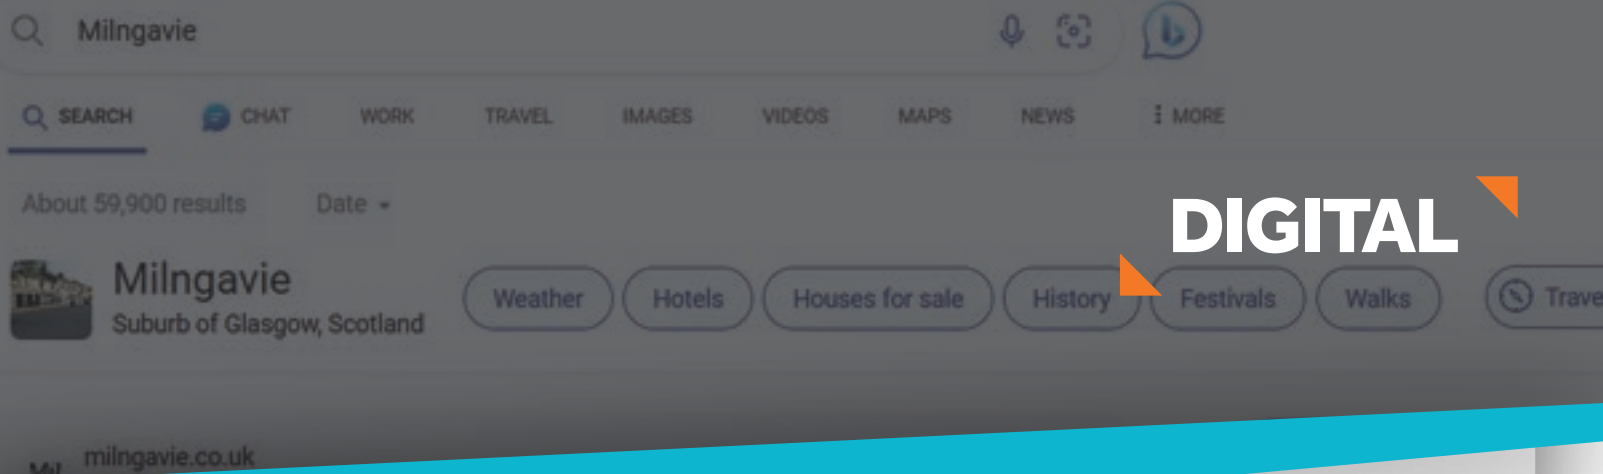 Milngavie
SEARCH CHAT WORK TRAVEL IMAGES VIDEOS MAPS NEWS MORE
About 59,900 results Date
DIGITAL
Milngavie
Suburb of Glasgow, Scotland
Weather Hotels Houses for sale History Festivals Walks Trave
milngavie.co.uk